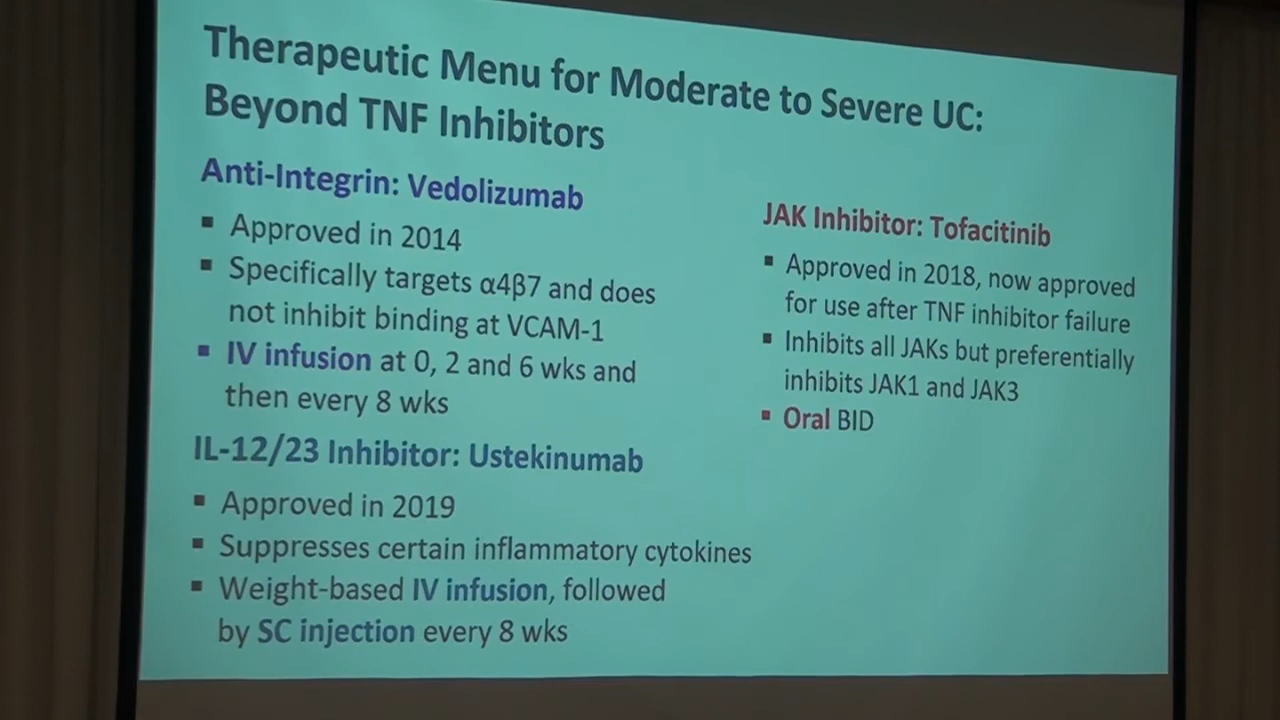 Therapeutic Menu for Moderate to Severe UC:
Beyond TNF Inhibitors
Anti-Integrin: Vedolizumab
▪ Approved in 2014
▪ Specifically targets α4β7 and does
not inhibit binding at VCAM-1
▪ IV infusion at 0, 2 and 6 wks and
then every 8 wks
IL-12/23 Inhibitor: Ustekinumab
▪ Approved in 2019
▪ Suppresses certain inflammatory cytokines
▪ Weight-based IV infusion, followed
by SC injection every 8 wks
JAK Inhibitor: Tofacitinib
▪ Approved in 2018, now approved
for use after TNF inhibitor failure
▪ Inhibits all JAKs but preferentially
inhibits JAK1 and JAK3
▪ Oral BID